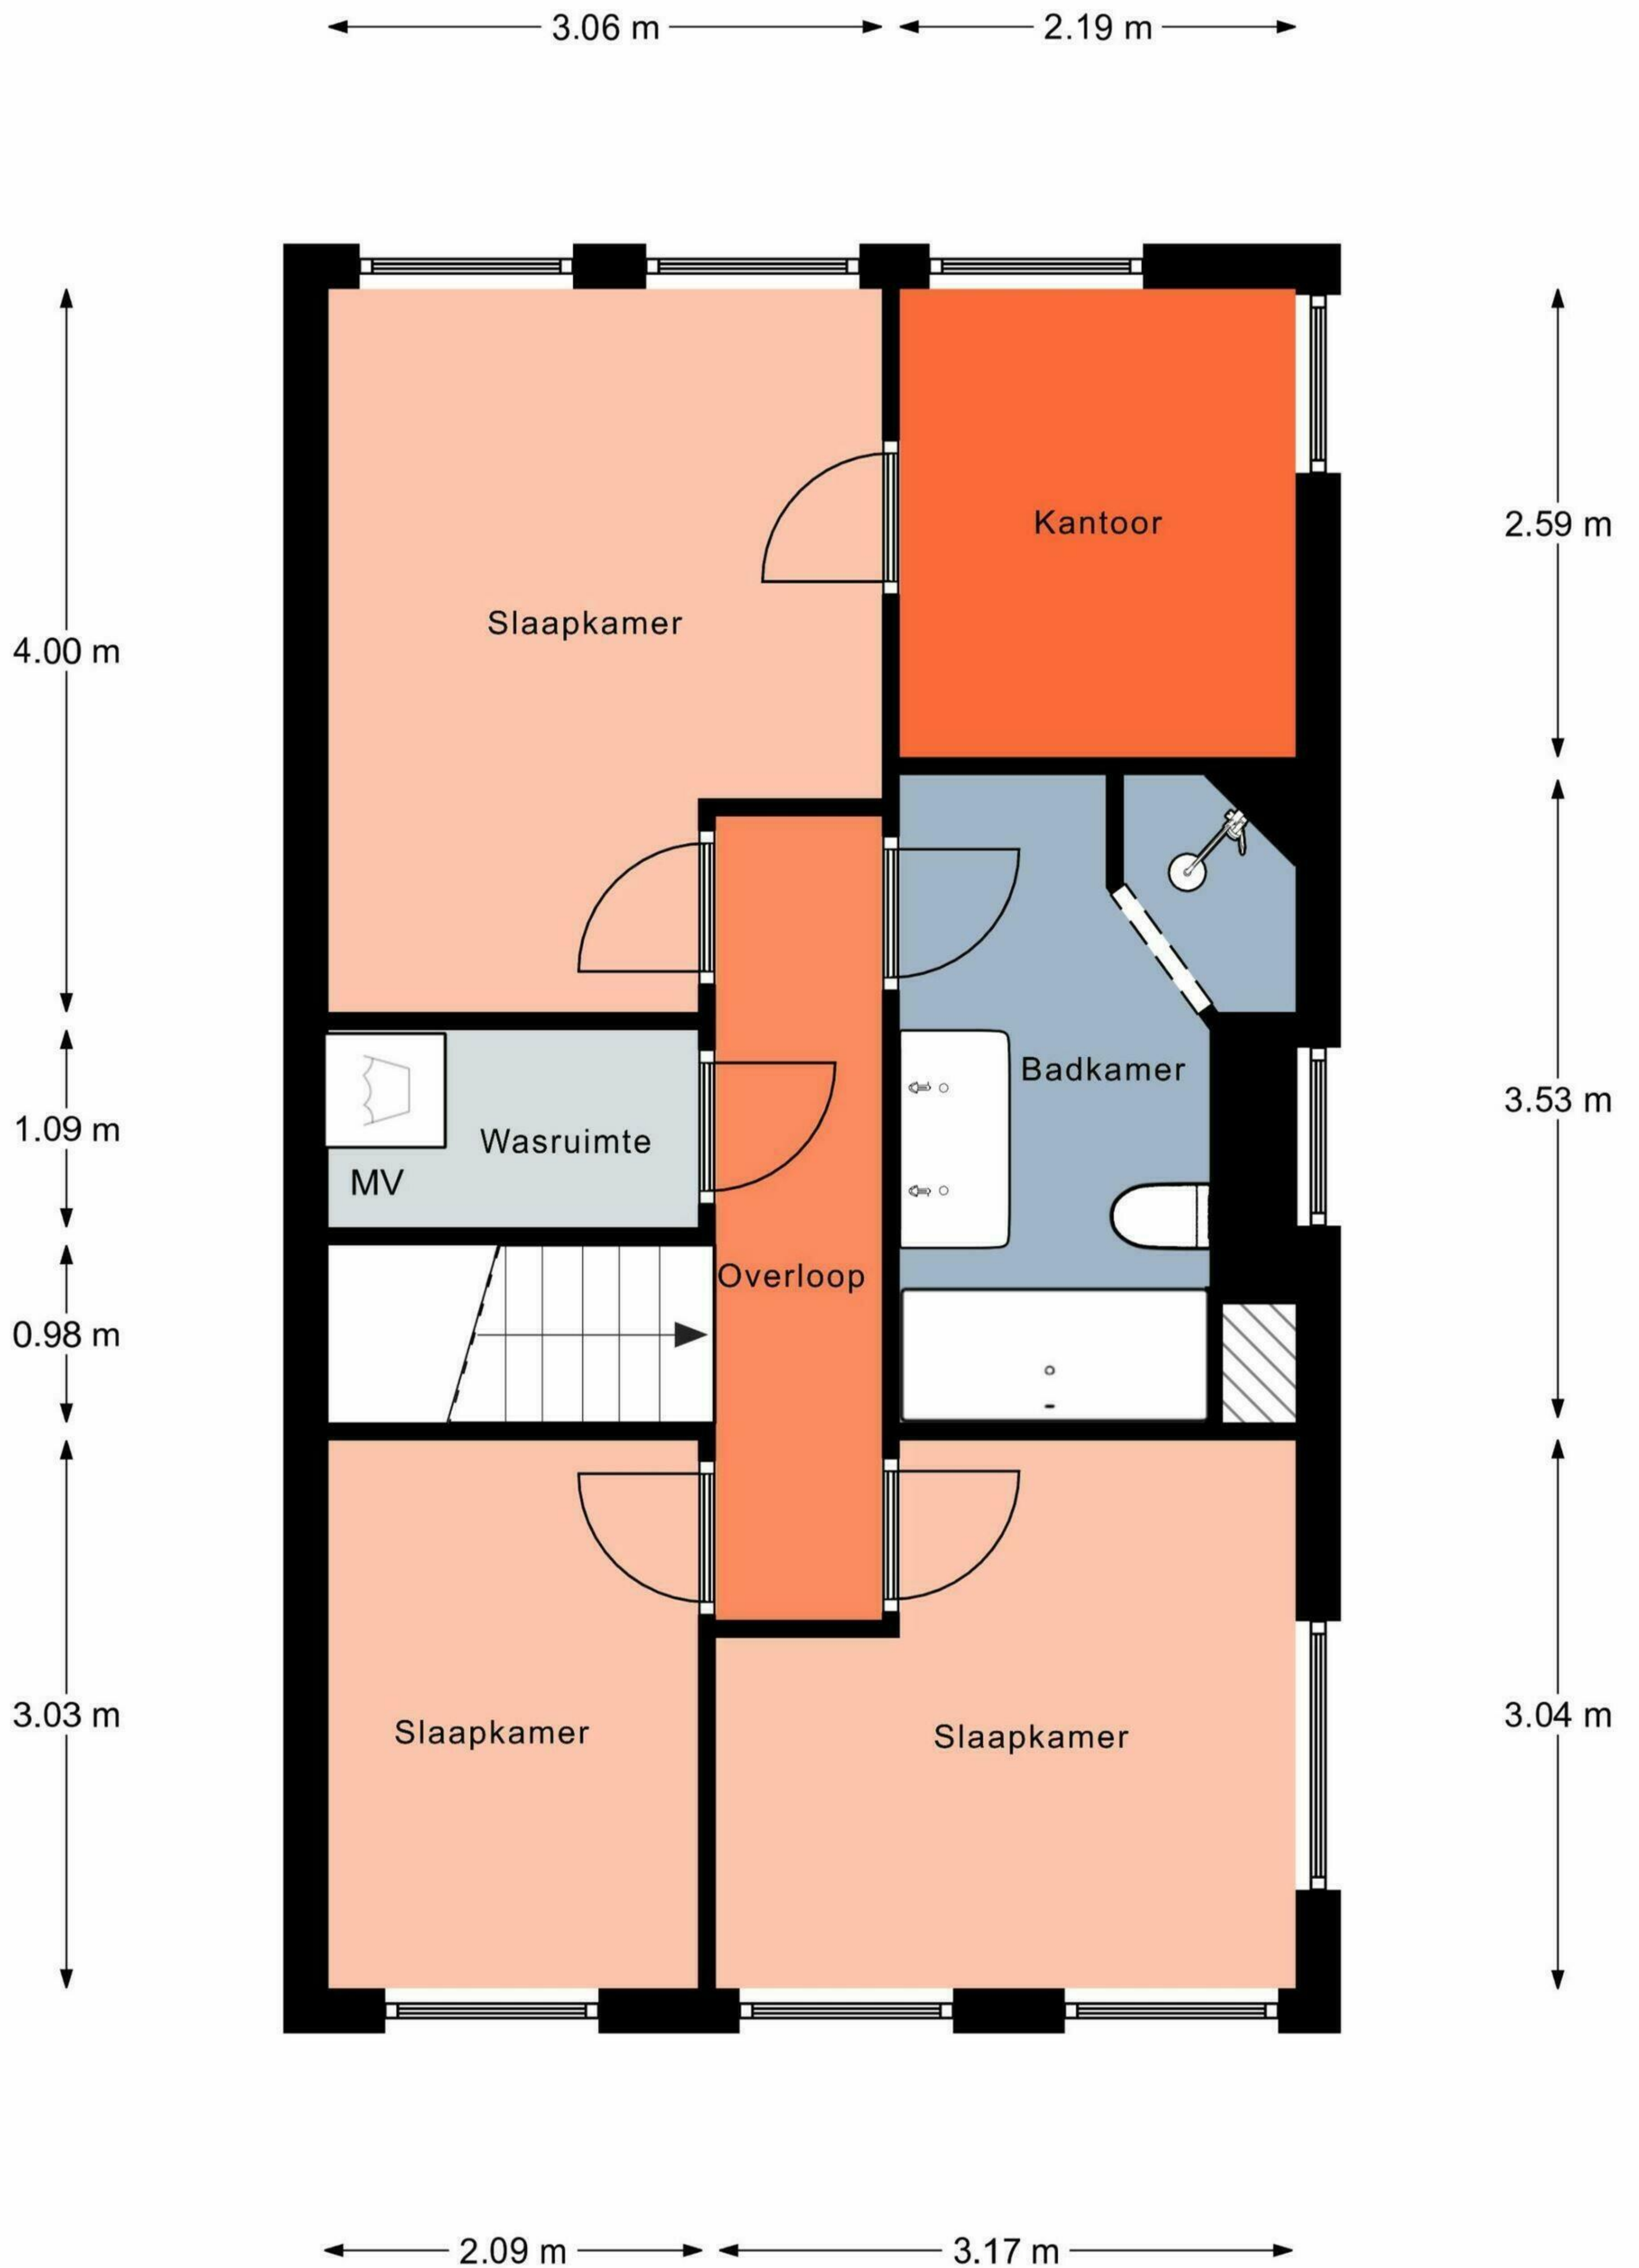 3.06 m
2.19 m
Kantoor
2.59 m
Slaapkamer
4.00 m
Badkamer
3.53 m
1.09 m
Wasruimte
MV
Overloop
0.98 m
3.03 m
Slaapkamer
Slaapkamer
3.04 m
2.09 m
3.17 m